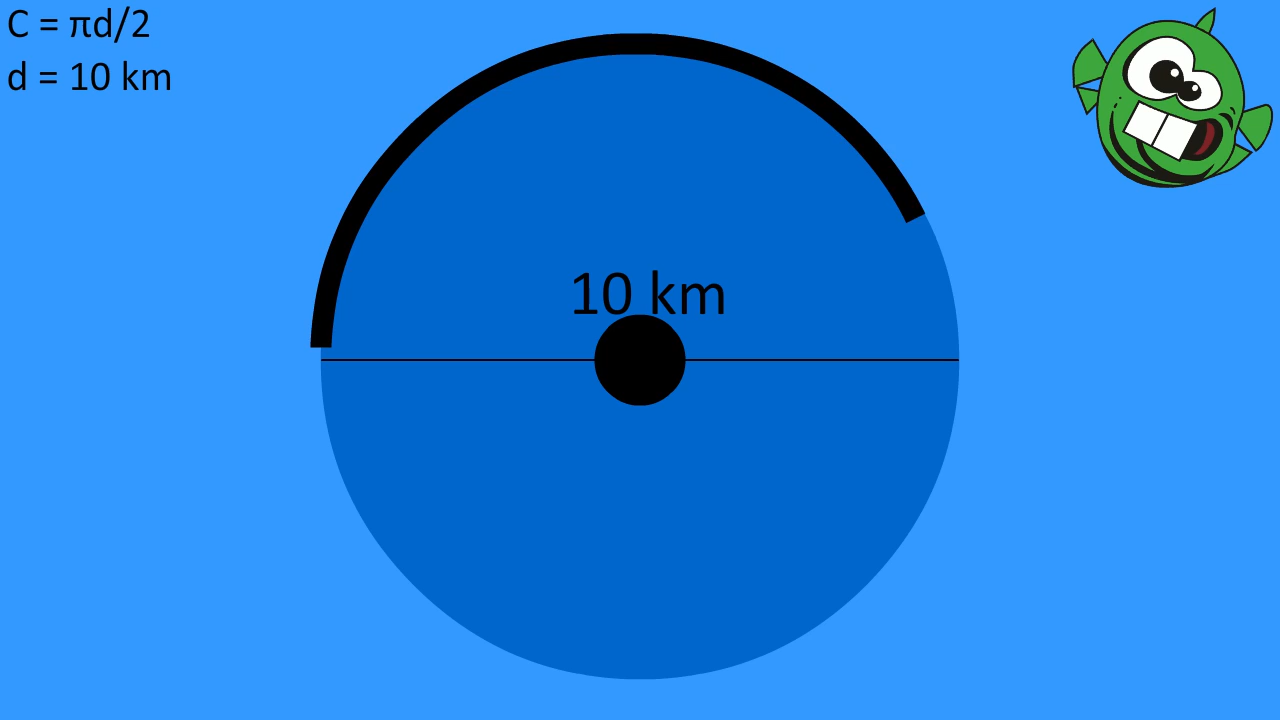 C = πd/2
d = 10 km
10 km